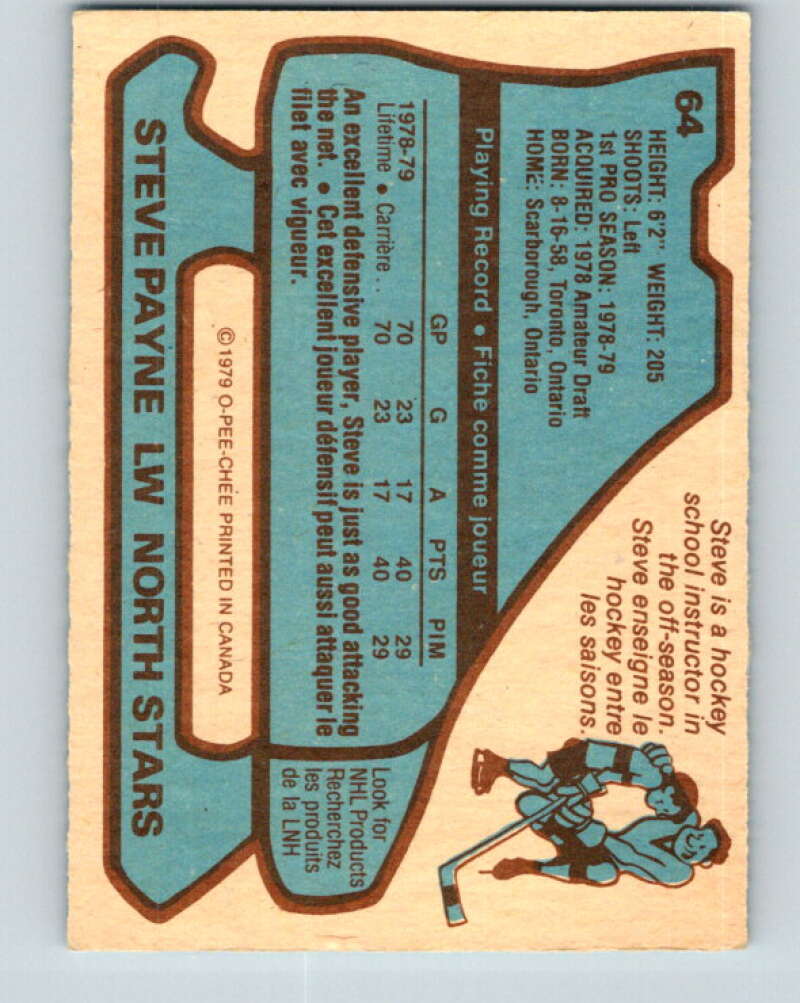 64
HEIGHT: 6'2" WEIGHT: 205
SHOOTS: Left
1st PRO SEASON: 1978-79
ACQUIRED: 1978 Amateur Draft
BORN: 8-16-58, Toronto, Ontario
HOME: Scarborough, Ontario
Steve is a hockey
school instructor in
the off-season.
Steve enseigne le
hockey entre
les saisons.
Playing Record • Fiche comme joueur
GP G A PTS PIM
1978-79 70 23 17 40 29
Lifetime • Carrière . . 70 23 17 40 29
An excellent defensive player, Steve is just as good attacking
the net. • Cet excellent joueur défensif peut aussi attaquer le
filet avec vigueur.
Look for
NHL Products
Recherchez
les produits
de la LNH
© 1979 O-PEE-CHEE PRINTED IN CANADA
STEVE PAYNE LW NORTH STARS